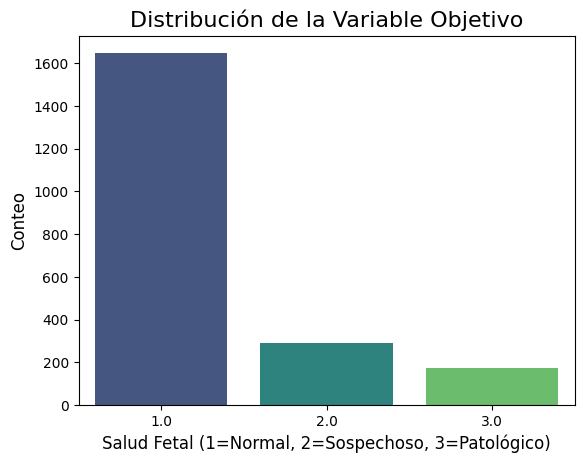 Distribución de la Variable Objetivo
1600
1400
1200
1000
800
600
400
200
0
Conteo
1.0 2.0 3.0
Salud Fetal (1=Normal, 2=Sospechoso, 3=Patológico)